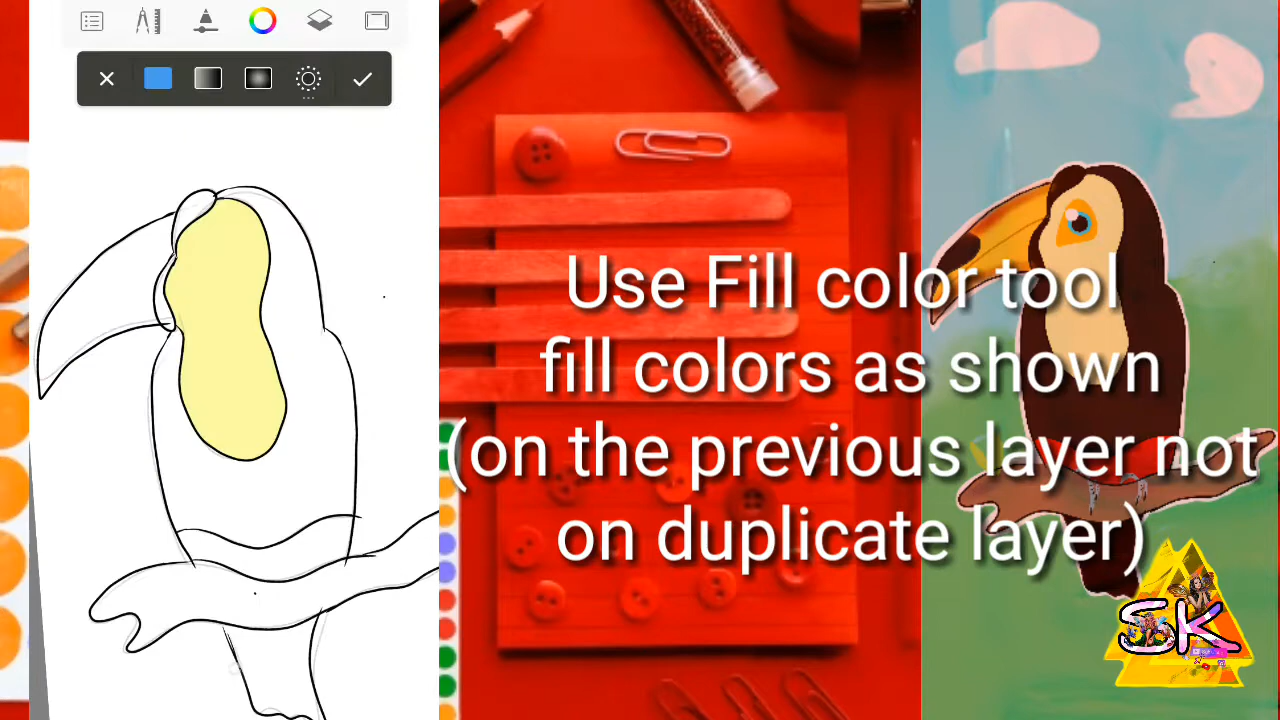 Use Fill color tool
fill colors as shown
(on the previous layer not
on duplicate layer)
SK